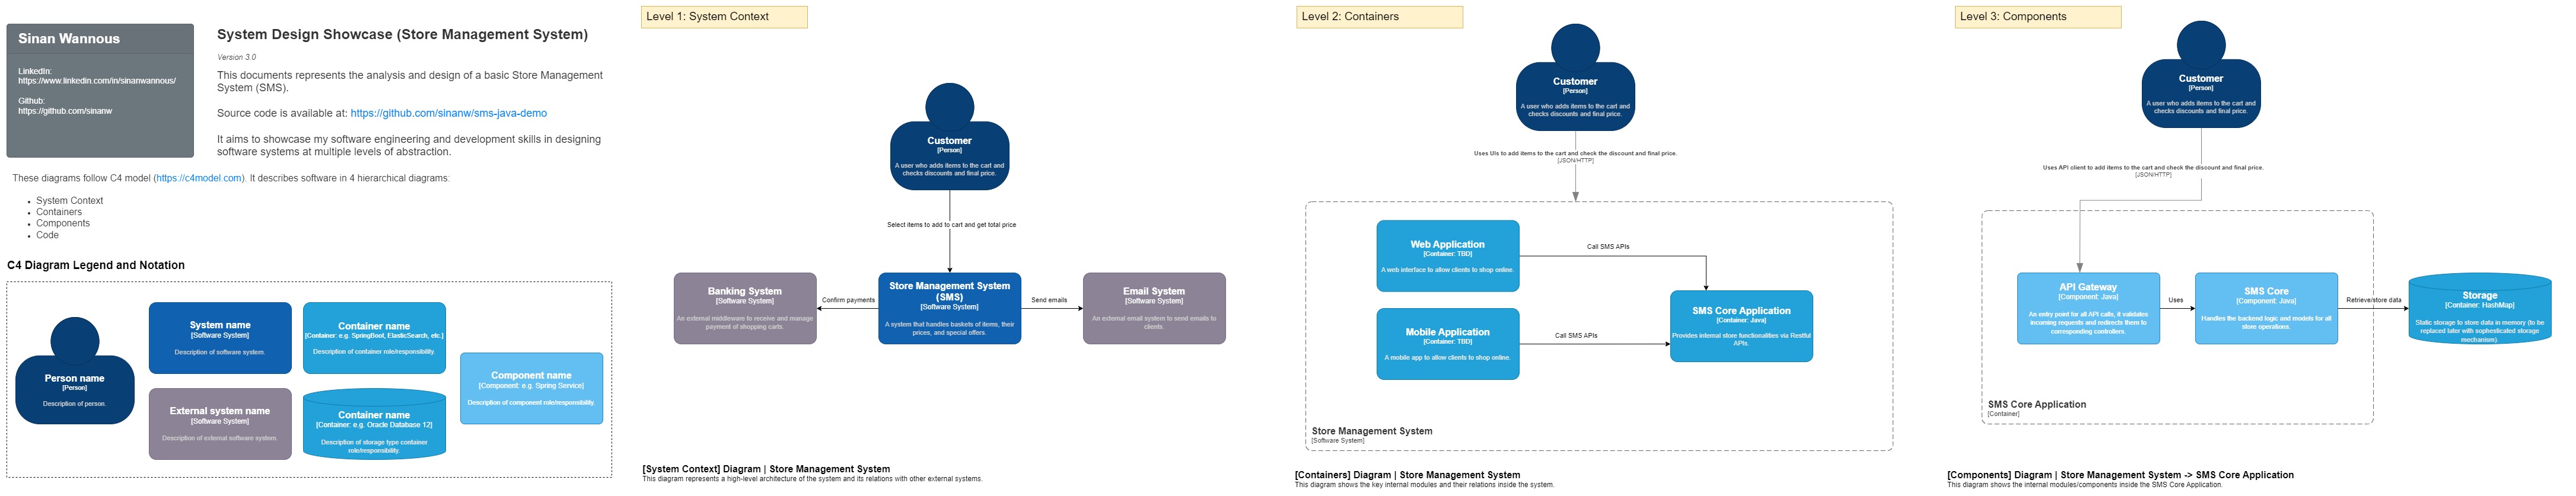 Sinan Wannous
LinkedIn:
https://www.linkedin.com/in/sinanwannous/
Github:
https://github.com/sinanw
System Design Showcase (Store Management System)
Version 3.0
This documents represents the analysis and design of a basic Store Management
System (SMS).
Source code is available at: https://github.com/sinanw/sms-java-demo
It aims to showcase my software engineering and development skills in designing
software systems at multiple levels of abstraction.
These diagrams follow C4 model (https://c4model.com). It describes software in 4 hierarchical diagrams:
• System Context
• Containers
• Components
• Code
C4 Diagram Legend and Notation
Person name
[Person]
Description of person.
System name
[Software System]
Description of software system.
External system name
[Software System]
Description of external software system.
Container name
[Container: e.g. SpringBoot, ElasticSearch, etc.]
Description of container role/responsibility.
Container name
[Container: e.g. Oracle Database 12]
Description of storage type container
role/responsibility.
Component name
[Component: e.g. Spring Service]
Description of component role/responsibility.
Level 1: System Context
Customer
[Person]
A user who adds items to the cart and
checks discounts and final price.
Select items to add to cart and get total price
Banking System
[Software System]
An external middleware to receive and manage
payment of shopping carts.
Confirm payments
Store Management System
(SMS)
[Software System]
A system that handles baskets of items, their
prices, and special offers.
Send emails
Email System
[Software System]
An external email system to send emails to
clients.
[System Context] Diagram | Store Management System
This diagram represents a high-level architecture of the system and its relations with other external systems.
Level 2: Containers
Customer
[Person]
A user who adds items to the cart and
checks discounts and final price.
Uses UIs to add items to the cart and check the discount and final price.
[JSON/HTTP]
Web Application
[Container: TBD]
A web interface to allow clients to shop online.
Call SMS APIs
Mobile Application
[Container: TBD]
A mobile app to allow clients to shop online.
Call SMS APIs
SMS Core Application
[Container: Java]
Provides internal store functionalities via Restful
APIs.
Store Management System
[Software System]
[Containers] Diagram | Store Management System
This diagram shows the key internal modules and their relations inside the system.
Level 3: Components
Customer
[Person]
A user who adds items to the cart and
checks discounts and final price.
Uses API client to add items to the cart and check the discount and final price.
[JSON/HTTP]
API Gateway
[Component: Java]
An entry point for all API calls, it validates
incoming requests and redirects them to
corresponding controllers.
Uses
SMS Core
[Component: Java]
Handles the backend logic and models for all
store operations.
Retrieve/store data
Storage
[Container: HashMap]
Static storage to store data in memory (to be
replaced later with sophesticated storage
mechanism).
SMS Core Application
[Container]
[Components] Diagram | Store Management System -> SMS Core Application
This diagram shows the internal modules/components inside the SMS Core Application.